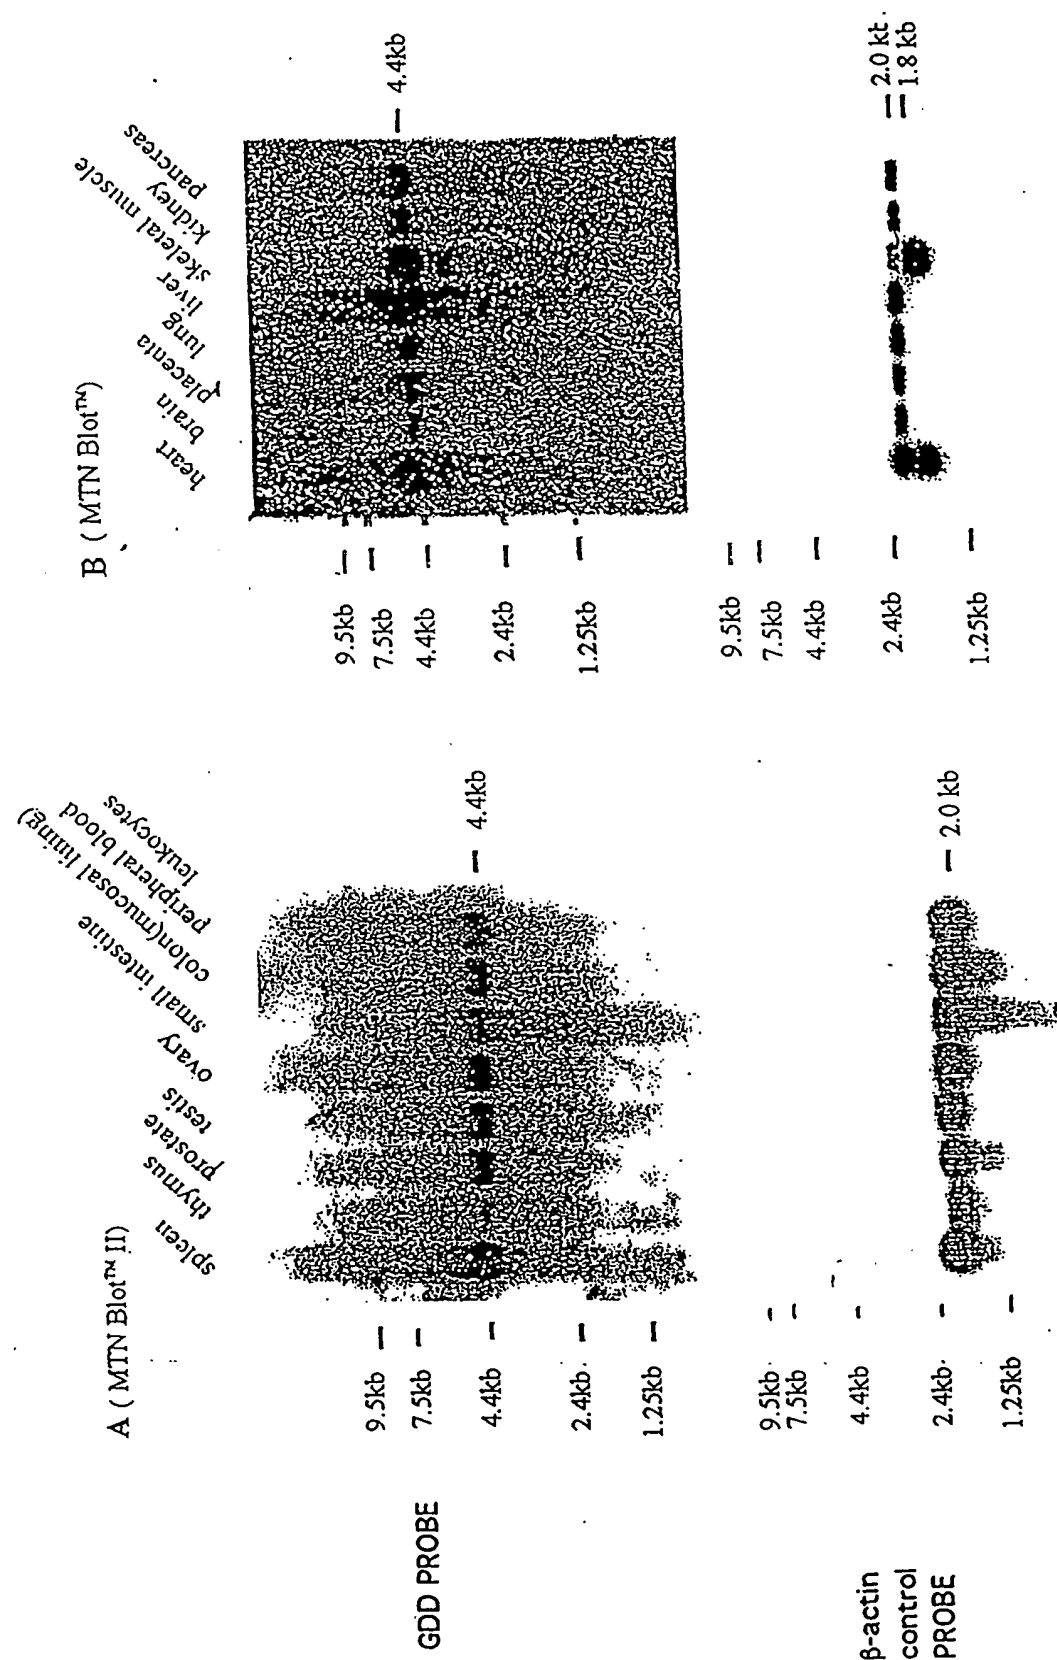 A ( MTN Blot™ II)
spleen
thymus
prostate
testis
ovary
small intestine
colon(mucosal lining)
peripheral blood
leukocytes
GDD PROBE
9.5kb
7.5kb
4.4kb
2.4kb
1.25kb
4.4kb
β-actin
control
PROBE
9.5kb
7.5kb
4.4kb
2.4kb
1.25kb
2.0 kb
B ( MTN Blot™)
heart
brain
placenta
lung
liver
skeletal muscle
kidney
pancreas
9.5kb
7.5kb
4.4kb
2.4kb
1.25kb
4.4kb
9.5kb
7.5kb
4.4kb
2.4kb
1.25kb
2.0 kt
1.8 kb